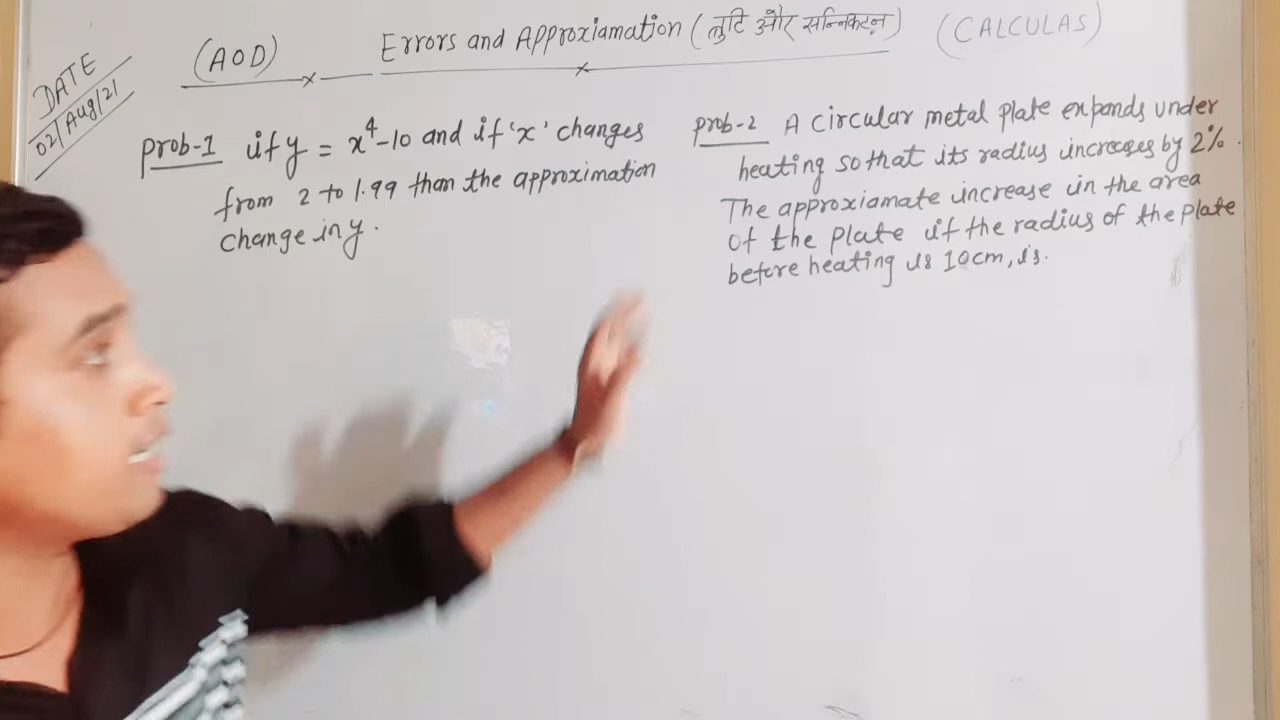 (AOD) Errors and Approxiamation (त्रुटि और सन्निकटन) (CALCULAS)
DATE
02/Aug/21
Prob-1 if y = x⁴-10 and if 'x' changes
from 2 to 1.99 than the approximation
change in y.
Prob-2 A circular metal plate expands under
heating so that its radius increases by 2%.
The approxiamate increase in the area
of the plate if the radius of the plate
before heating is 10cm, is.